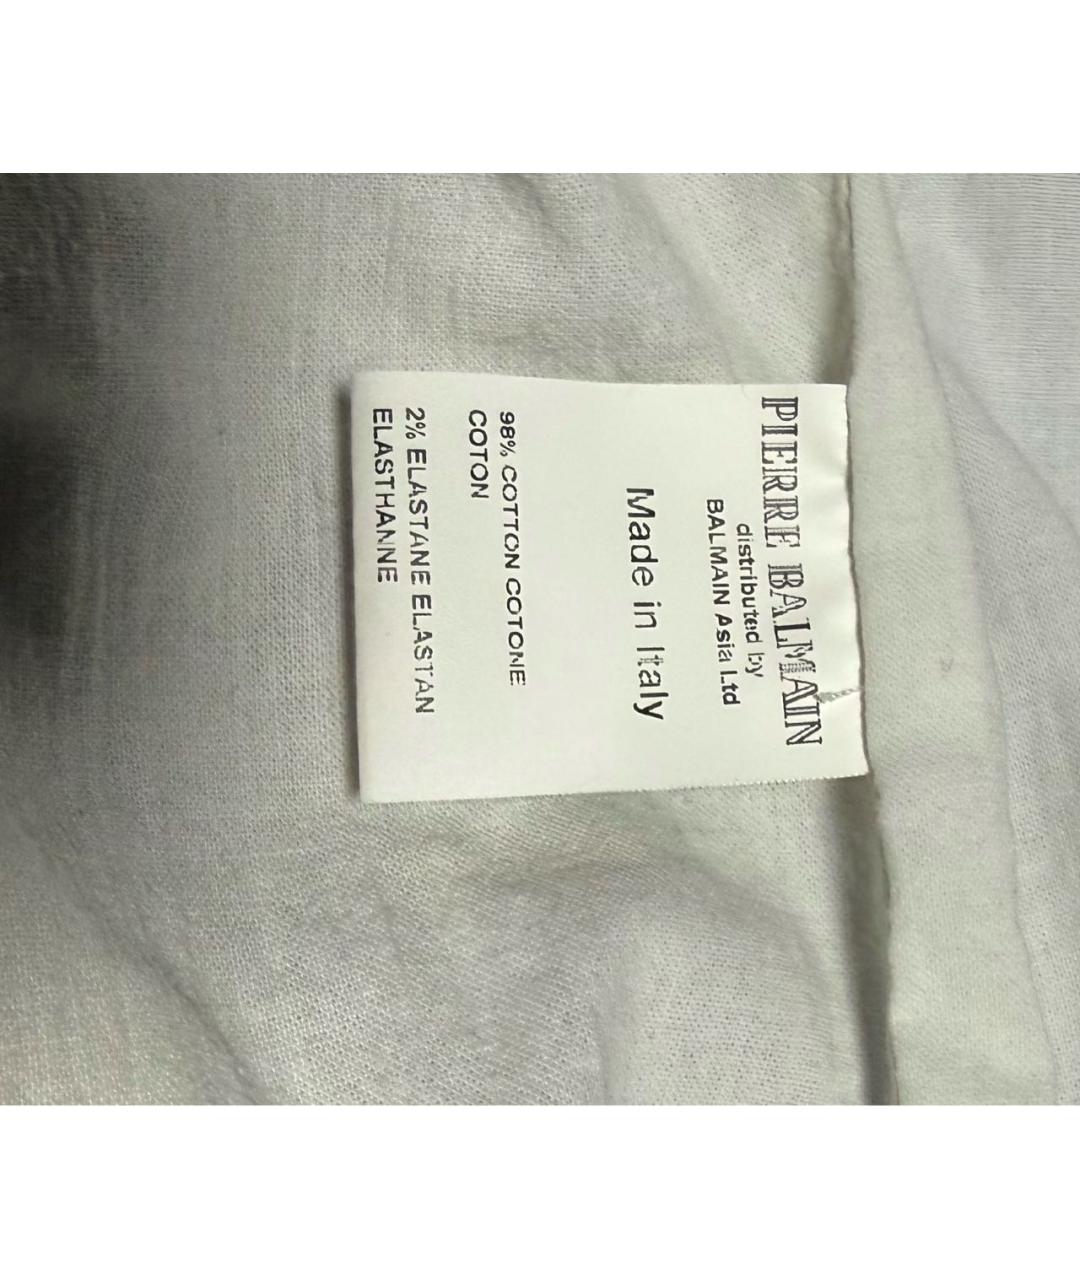 PIERRE BALMAIN
distributed by
BALMAIN Asia Ltd
Made in Italy
98% COTTON COTONE
COTON
2% ELASTANE ELASTAN
ELASTHANNE